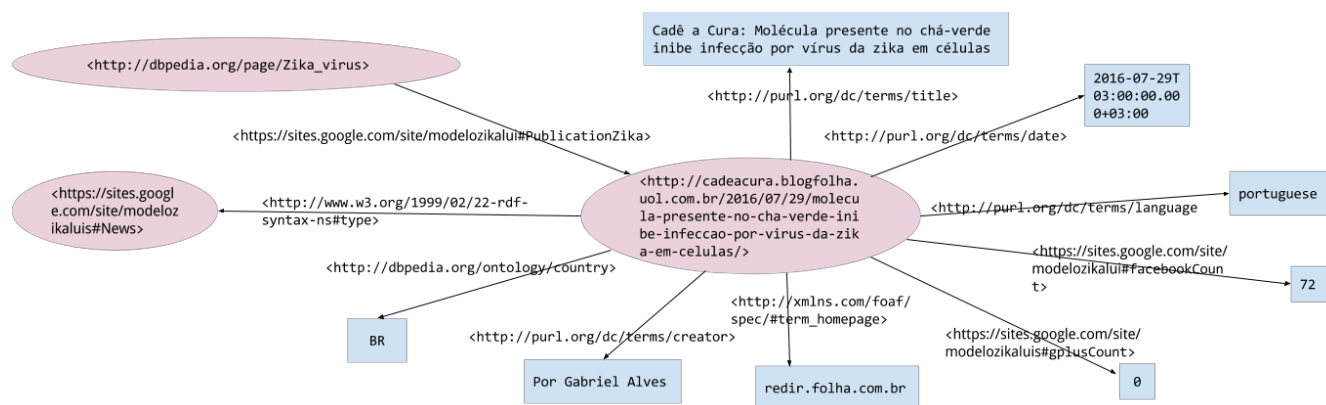 Cadê a Cura: Molécula presente no chá-verde
inibe infecção por vírus da zika em células
<http://dbpedia.org/page/Zika_virus>
2016-07-29T
03:00:00.00
0+03:00
<http://purl.org/dc/terms/title>
<https://sites.google.com/site/modelozikalui#PublicationZika>
<http://purl.org/dc/terms/date>
<https://sites.googl
e.com/site/modeloz
ikaluis#News>
<http://www.w3.org/1999/02/22-rdf-
syntax-ns#type>
<http://cadeacura.blogfolha.
uol.com.br/2016/07/29/molecu
la-presente-no-cha-verde-ini
be-infeccao-por-virus-da-zik
a-em-celulas/>
<http://purl.org/dc/terms/language
portuguese
<http://dbpedia.org/ontology/country>
<https://sites.google.com/site/
modelozikalui#facebookCoun
t>
72
<http://xmlns.com/foaf/
spec/#term_homepage>
BR
<http://purl.org/dc/terms/creator>
<https://sites.google.com/site/
modelozikaluis#gplusCount>
Por Gabriel Alves
redir.folha.com.br
0